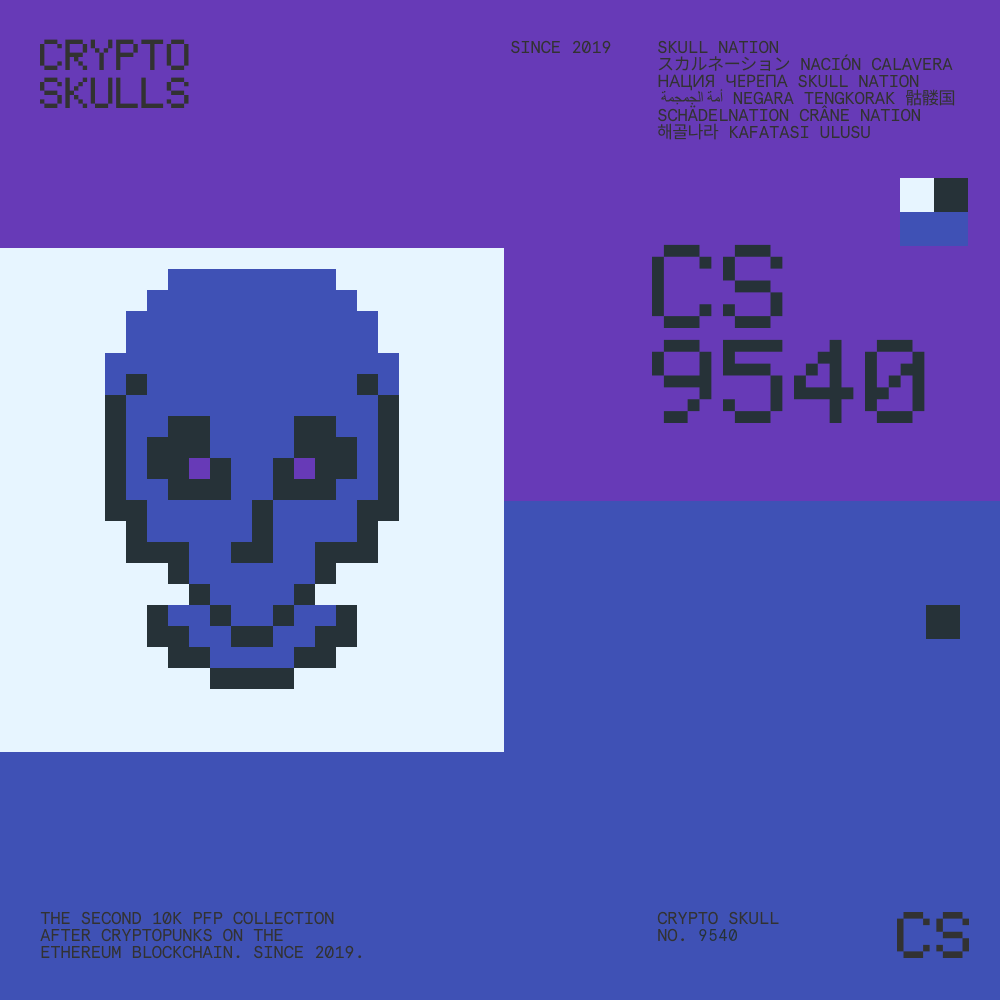 CRYPTO
SKULLS
SINCE 2019
SKULL NATION
スカルネーション NACIÓN CALAVERA
НАЦИЯ ЧЕРЕПА SKULL NATION
أمة الجمجمة NEGARA TENGKORAK 骷髅国
SCHÄDELNATION CRÂNE NATION
해골나라 KAFATASI ULUSU
CS
9540
THE SECOND 10K PFP COLLECTION
AFTER CRYPTOPUNKS ON THE
ETHEREUM BLOCKCHAIN. SINCE 2019.
CRYPTO SKULL
NO. 9540
CS